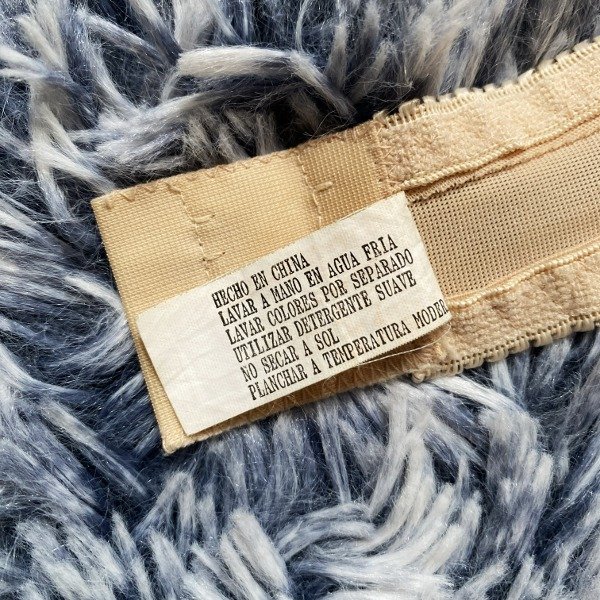 HECHO EN CHINA
LAVAR A MANO EN AGUA FRIA
LAVAR COLORES POR SEPARADO
UTILIZAR DETERGENTE SUAVE
NO SECAR A SOL
PLANCHAR A TEMPERATURA MODER